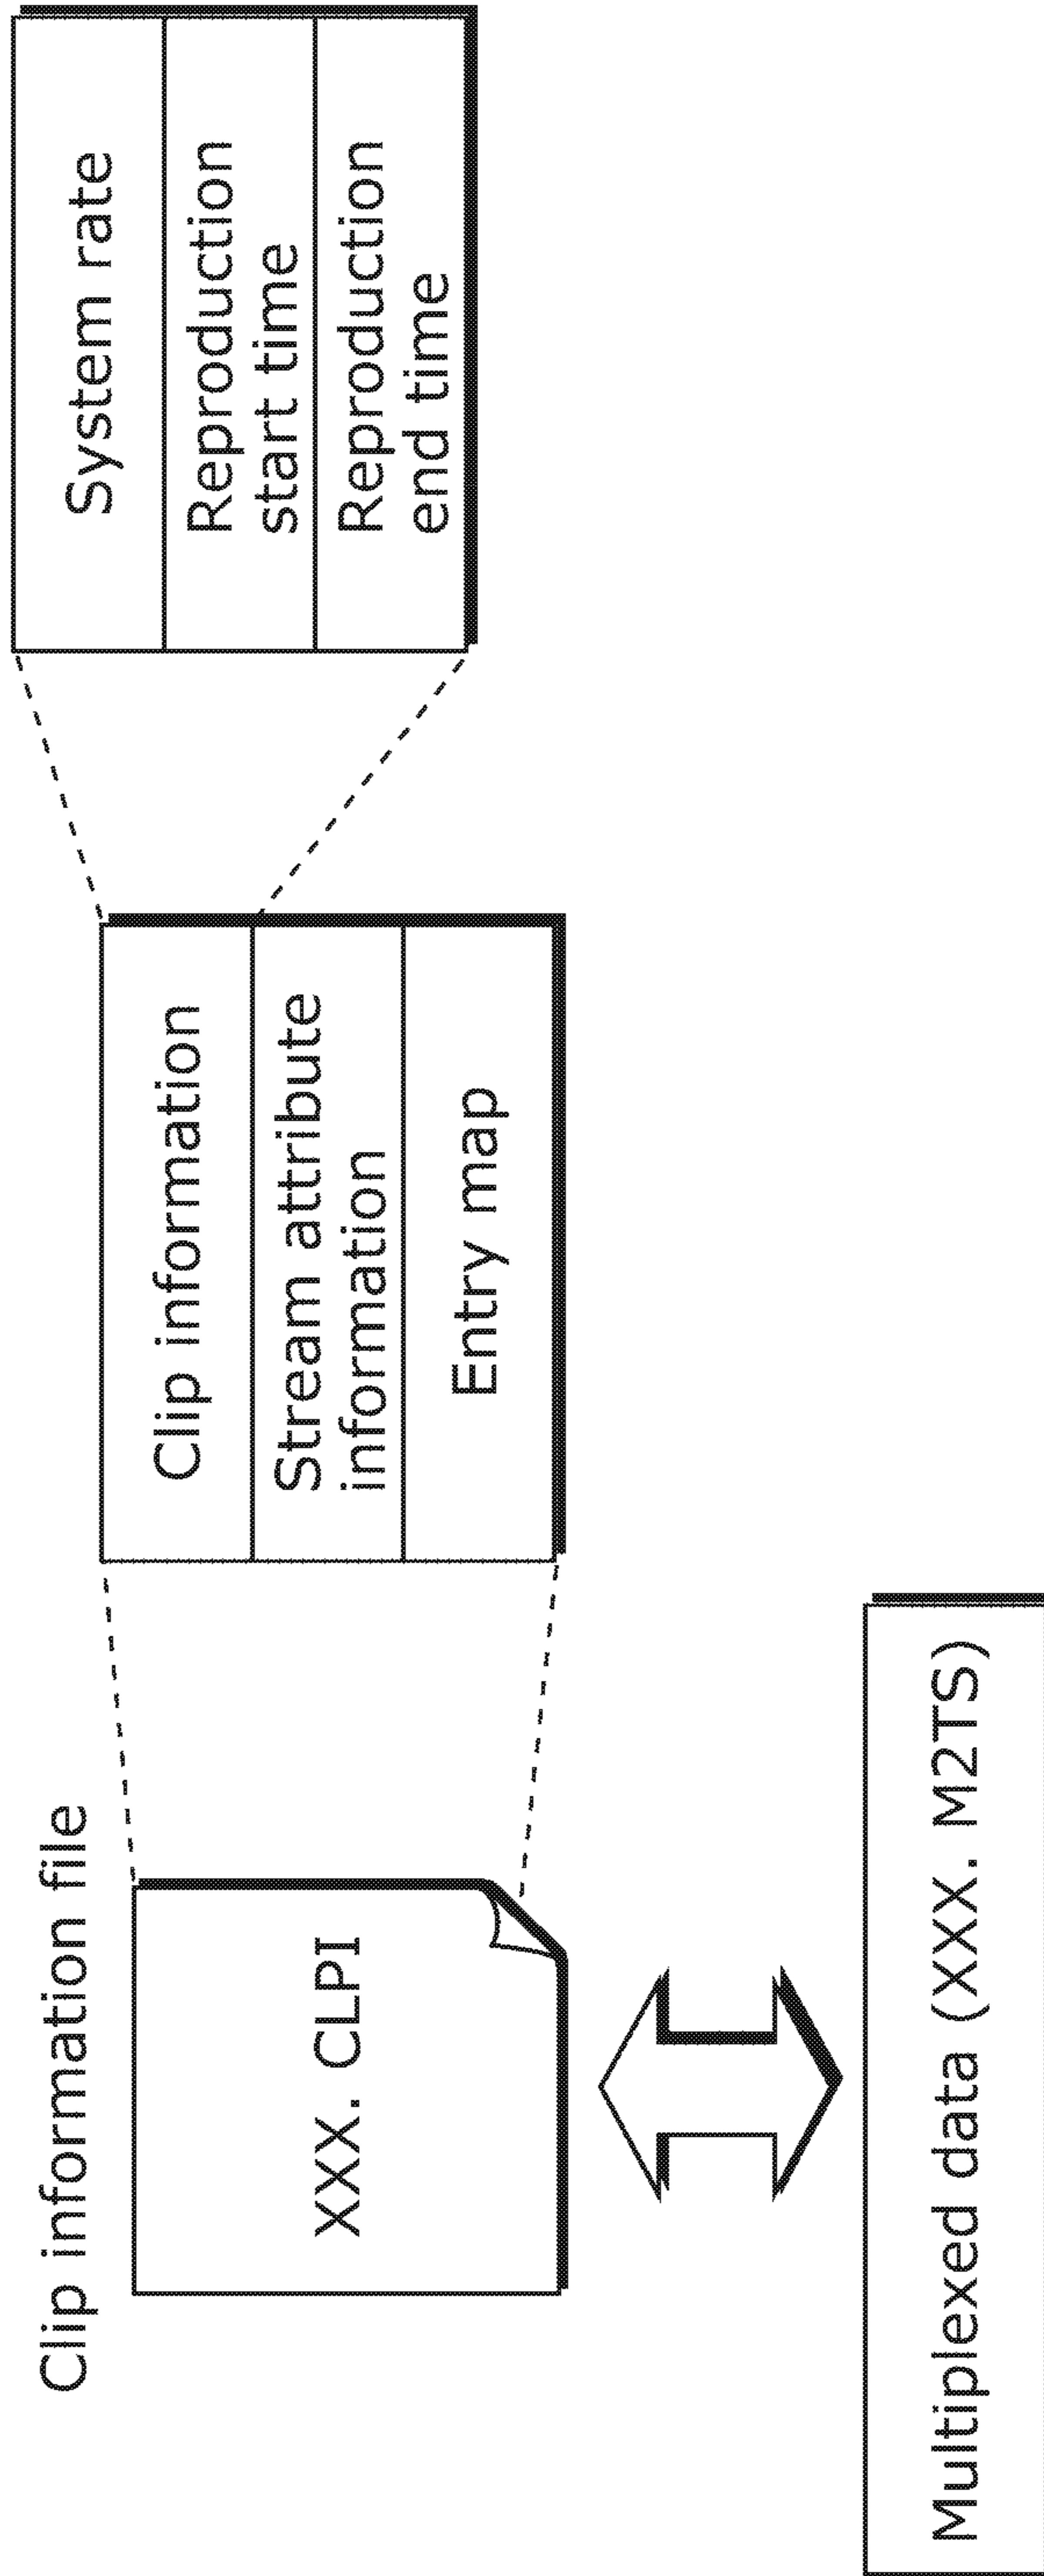 Clip information file
XXX. CLPI
Multiplexed data (XXX. M2TS)
Clip information
Stream attribute
information
Entry map
System rate
Reproduction
start time
Reproduction
end time